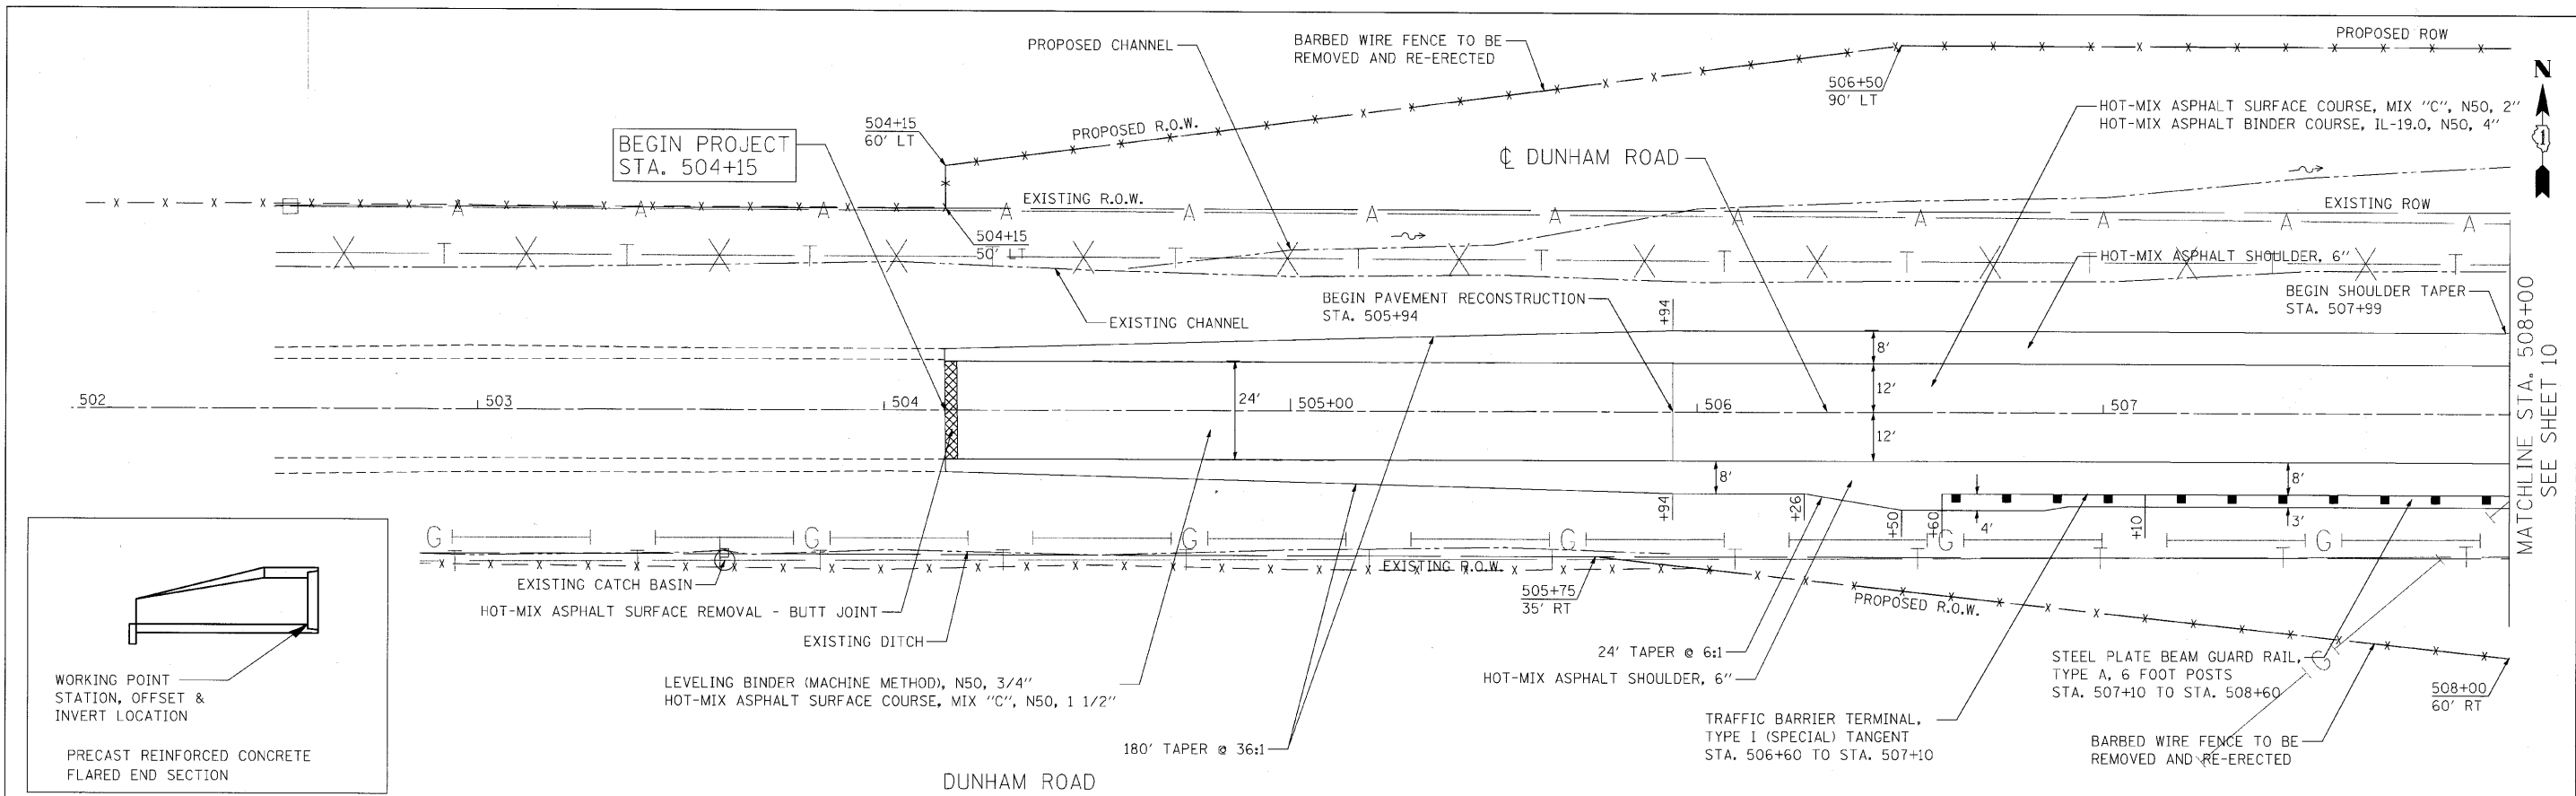 PROPOSED CHANNEL
BARBED WIRE FENCE TO BE
REMOVED AND RE-ERECTED
PROPOSED ROW
N
1
506+50
90' LT
HOT-MIX ASPHALT SURFACE COURSE, MIX "C", N50, 2"
HOT-MIX ASPHALT BINDER COURSE, IL-19.0, N50, 4"
BEGIN PROJECT
STA. 504+15
504+15
60' LT
PROPOSED R.O.W.
℄ DUNHAM ROAD
EXISTING R.O.W.
EXISTING ROW
504+15
50' LT
HOT-MIX ASPHALT SHOULDER, 6"
BEGIN PAVEMENT RECONSTRUCTION
STA. 505+94
+94
BEGIN SHOULDER TAPER
STA. 507+99
EXISTING CHANNEL
MATCHLINE STA. 508+00
SEE SHEET 10
8'
12'
502
503
504
24'
505+00
506
507
12'
8'
8'
+94
+26
+50
+60
4'
+10
3'
EXISTING CATCH BASIN
EXISTING R.O.W.
HOT-MIX ASPHALT SURFACE REMOVAL - BUTT JOINT
505+75
35' RT
PROPOSED R.O.W.
EXISTING DITCH
24' TAPER @ 6:1
HOT-MIX ASPHALT SHOULDER, 6"
LEVELING BINDER (MACHINE METHOD), N50, 3/4"
HOT-MIX ASPHALT SURFACE COURSE, MIX "C", N50, 1 1/2"
STEEL PLATE BEAM GUARD RAIL,
TYPE A, 6 FOOT POSTS
STA. 507+10 TO STA. 508+60
508+00
60' RT
WORKING POINT
STATION, OFFSET &
INVERT LOCATION
TRAFFIC BARRIER TERMINAL,
TYPE I (SPECIAL) TANGENT
STA. 506+60 TO STA. 507+10
180' TAPER @ 36:1
BARBED WIRE FENCE TO BE
REMOVED AND RE-ERECTED
PRECAST REINFORCED CONCRETE
FLARED END SECTION
DUNHAM ROAD